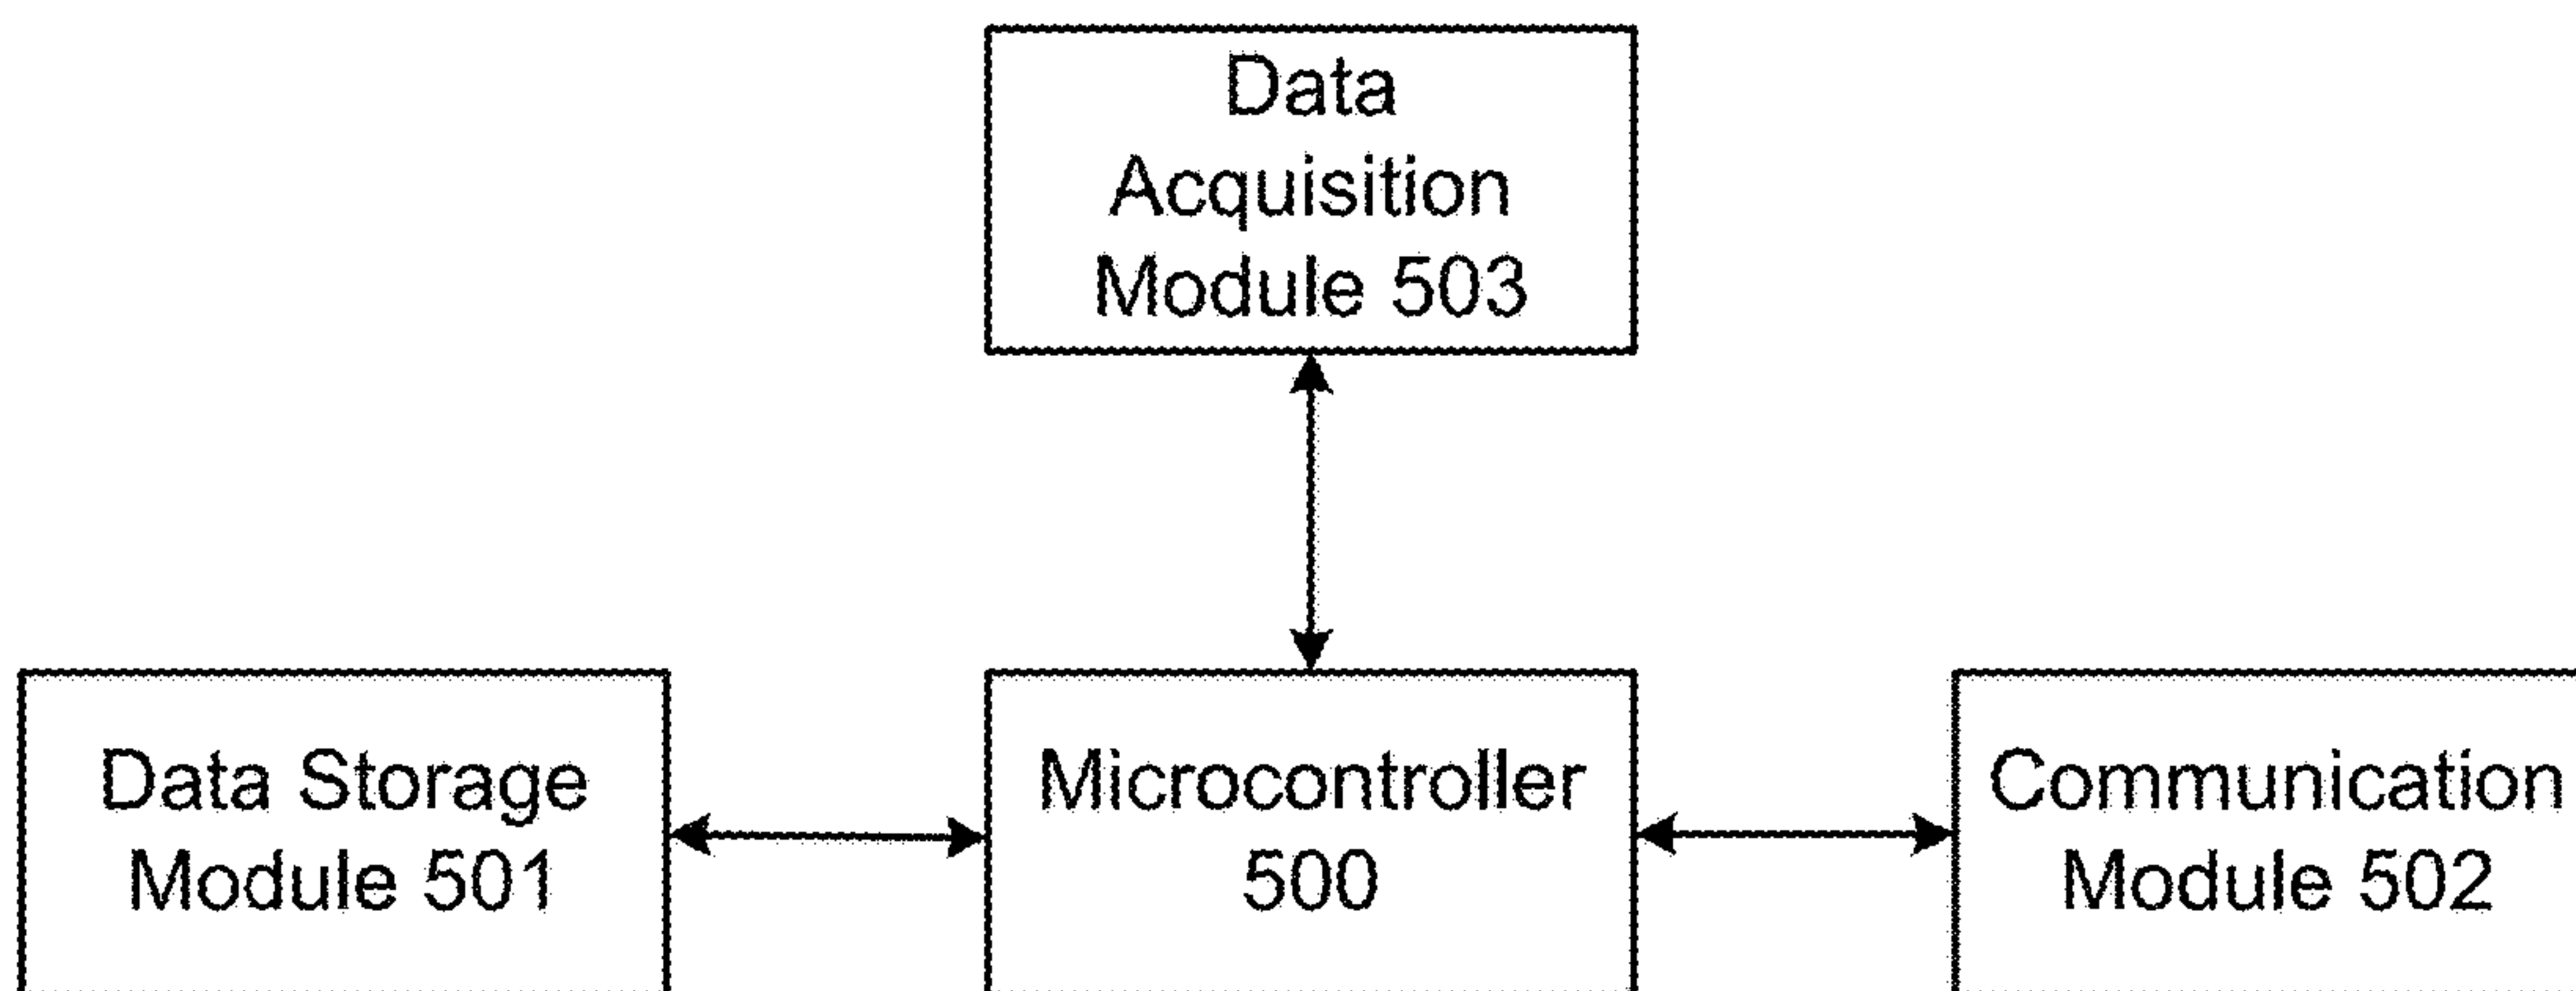 Data
Acquisition
Module 503
Data Storage
Module 501
Microcontroller
500
Communication
Module 502